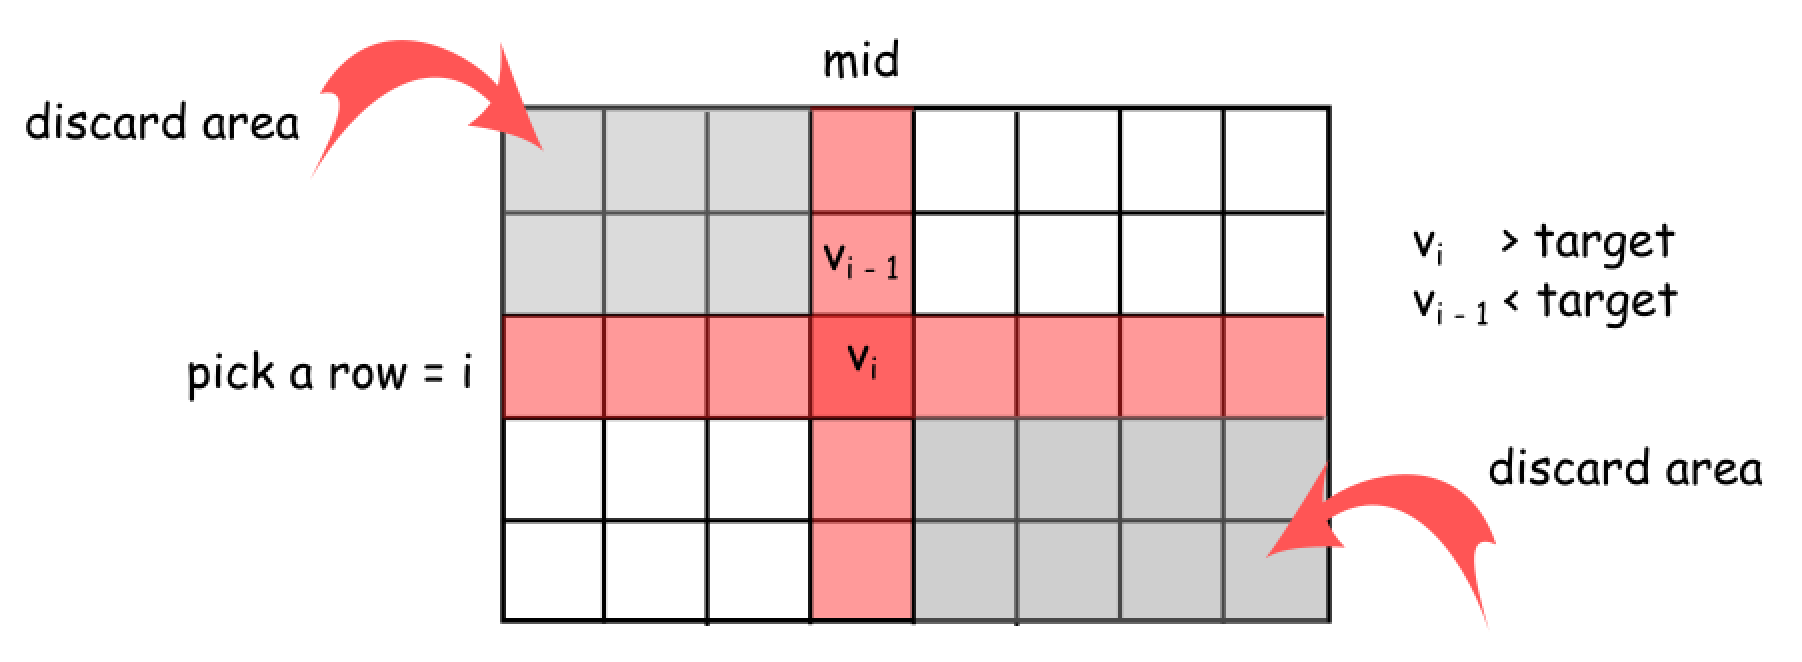 mid
discard area
v_{i - 1}
v_i > target
v_{i - 1} < target
pick a row = i
v_i
discard area